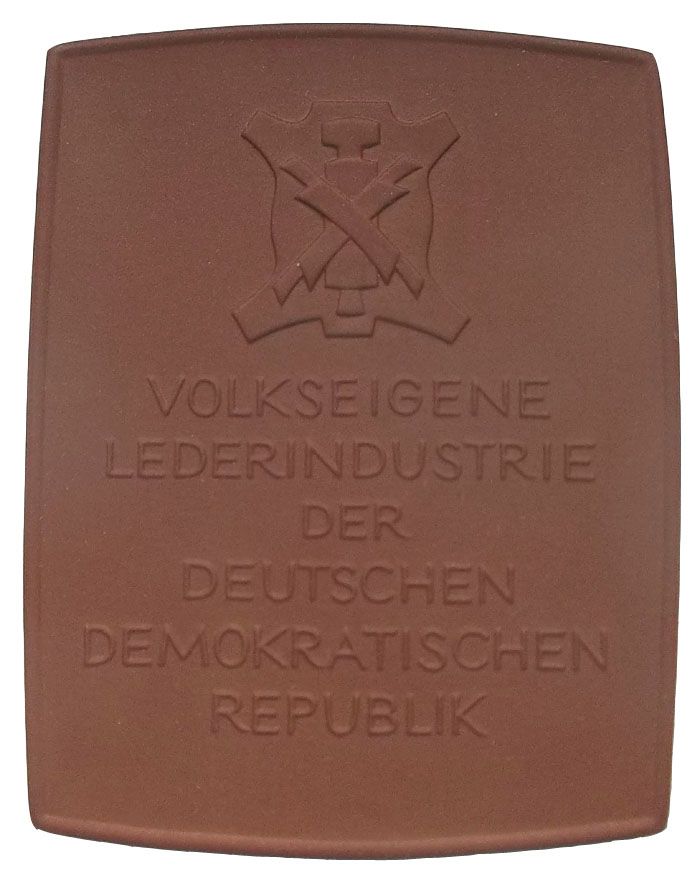 VOLKSEIGENE
LEDERINDUSTRIE
DER
DEUTSCHEN
DEMOKRATISCHEN
REPUBLIK